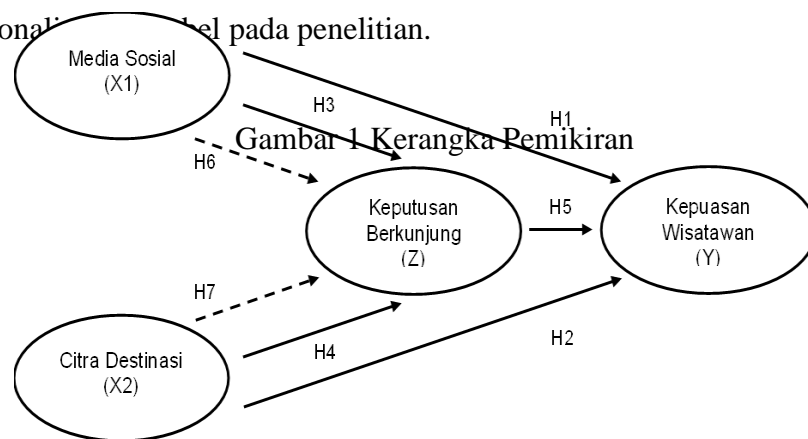 pada penelitian.
Media Sosial
(X1)
H3
H1
Gambar 1 Kerangka Pemikiran
H6
Keputusan
Berkunjung
(Z)
H5
Kepuasan
Wisatawan
(Y)
H7
Citra Destinasi
(X2)
H4
H2